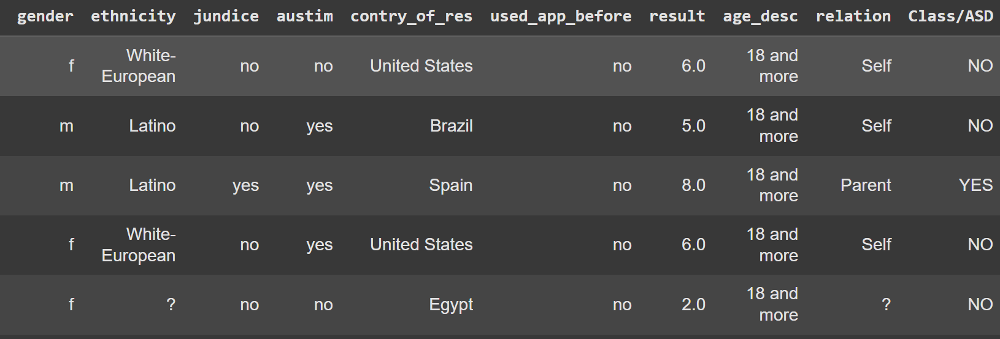 gender ethnicity jundice austim contry_of_res used_app_before result age_desc relation Class/ASD
f White-European no no United States no 6.0 18 and more Self NO
m Latino no yes Brazil no 5.0 18 and more Self NO
m Latino yes yes Spain no 8.0 18 and more Parent YES
f White-European no yes United States no 6.0 18 and more Self NO
f ? no no Egypt no 2.0 18 and more ? NO